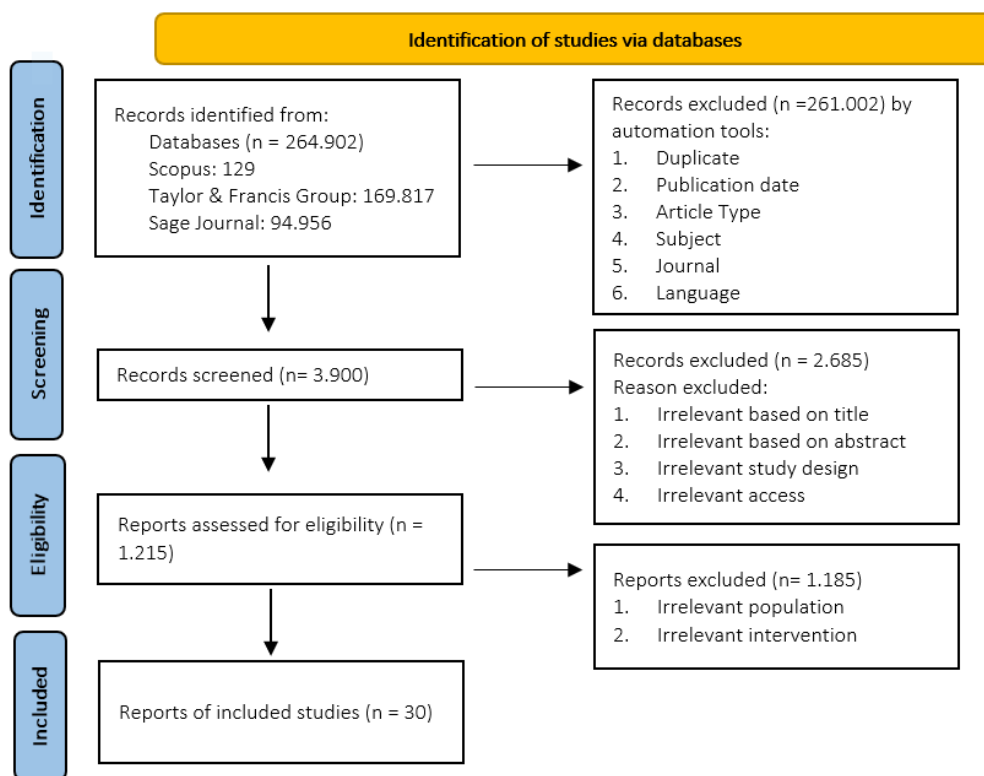 Identification of studies via databases
Identification
Records identified from:
Databases (n = 264.902)
Scopus: 129
Taylor & Francis Group: 169.817
Sage Journal: 94.956
Records excluded (n =261.002) by
automation tools:
1. Duplicate
2. Publication date
3. Article Type
4. Subject
5. Journal
6. Language
Screening
Records screened (n= 3.900)
Records excluded (n = 2.685)
Reason excluded:
1. Irrelevant based on title
2. Irrelevant based on abstract
3. Irrelevant study design
4. Irrelevant access
Eligibility
Reports assessed for eligibility (n =
1.215)
Reports excluded (n= 1.185)
1. Irrelevant population
2. Irrelevant intervention
Included
Reports of included studies (n = 30)